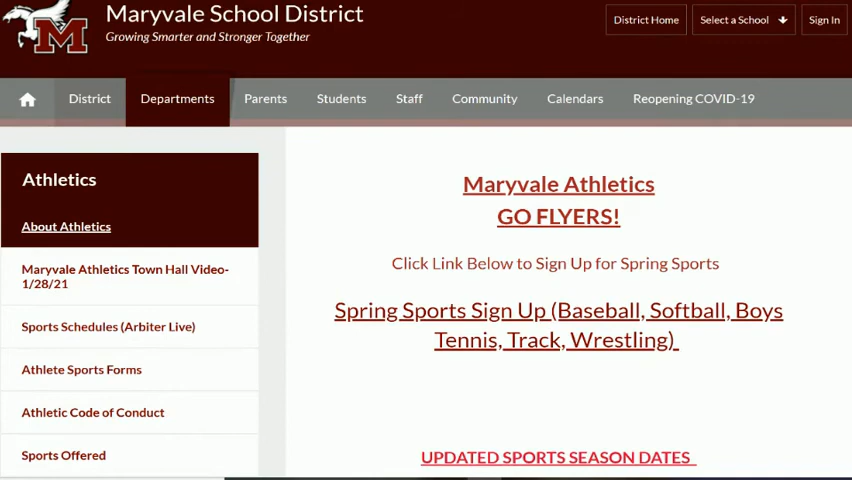 Maryvale School District
Growing Smarter and Stronger Together
M
District Home
Select a School
Sign In
District
Departments
Parents
Students
Staff
Community
Calendars
Reopening COVID-19
Athletics
About Athletics
Maryvale Athletics Town Hall Video-
1/28/21
Sports Schedules (Arbiter Live)
Athlete Sports Forms
Athletic Code of Conduct
Sports Offered
Maryvale Athletics
GO FLYERS!
Click Link Below to Sign Up for Spring Sports
Spring Sports Sign Up (Baseball, Softball, Boys
Tennis, Track, Wrestling)
UPDATED SPORTS SEASON DATES